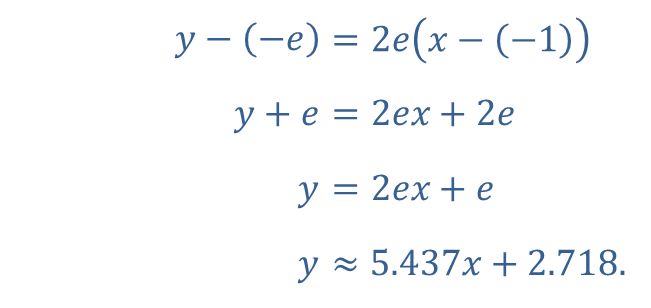 y − (−e) = 2e(x − (−1))
y + e = 2ex + 2e
y = 2ex + e
y ≈ 5.437x + 2.718.